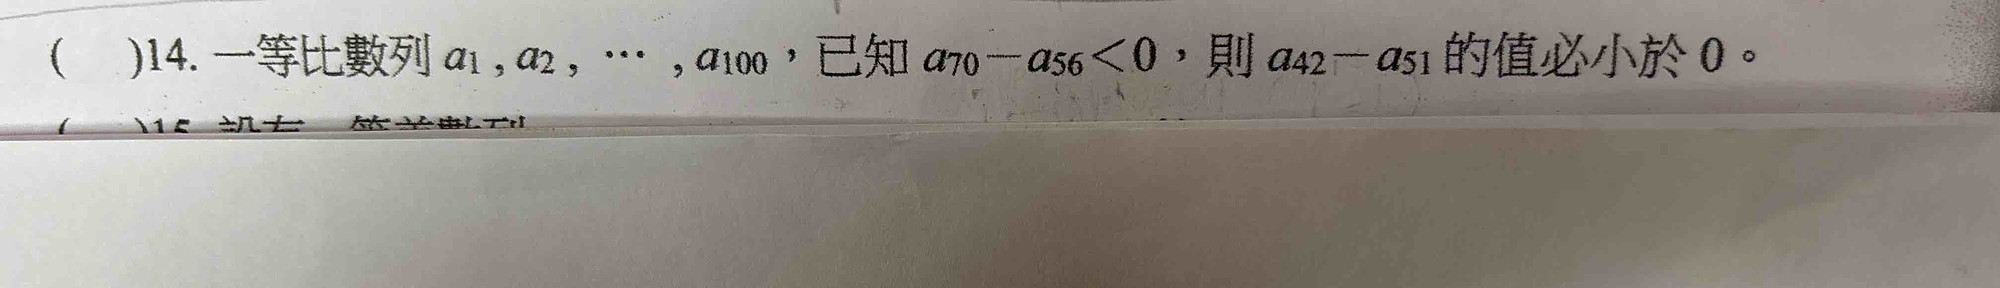 (　)14. 一等比數列 a1 , a2 , … , a100，已知 a70－a56＜0，則 a42－a51 的值必小於 0。
(　)15